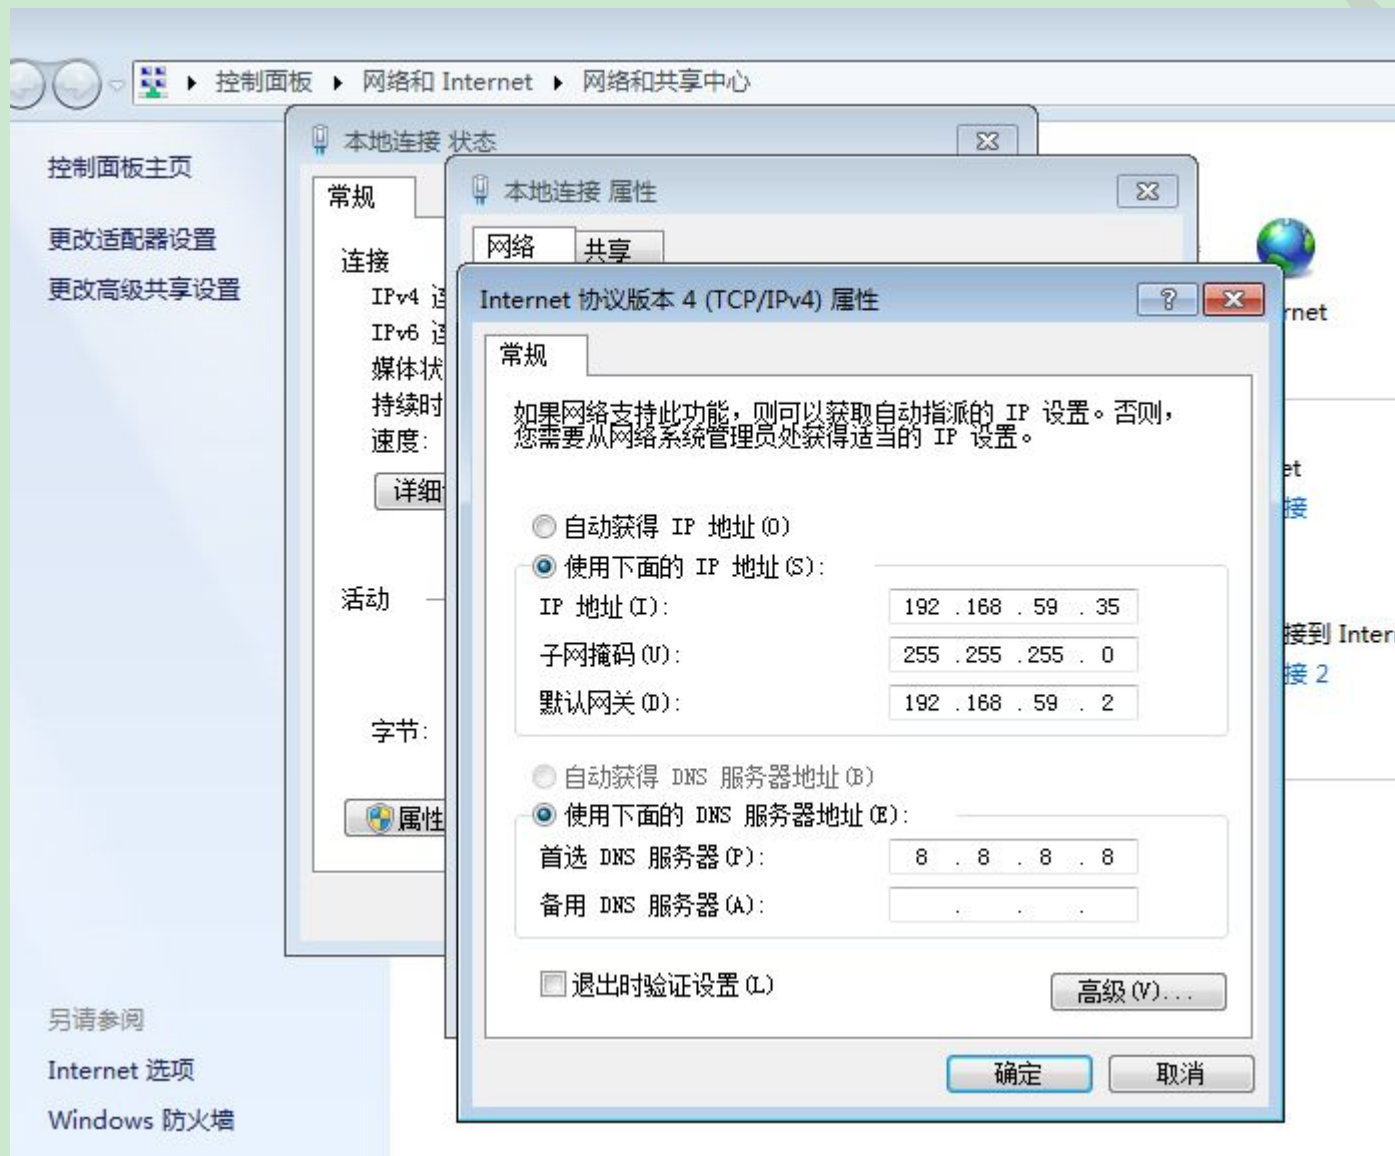 控制面板 ▸ 网络和 Internet ▸ 网络和共享中心
控制面板主页
更改适配器设置
更改高级共享设置
另请参阅
Internet 选项
Windows 防火墙
本地连接 状态
常规
连接
IPv4
IPv6
媒体状
持续时
速度:
详细
活动
字节:
属性
本地连接 属性
网络
共享
Internet 协议版本 4 (TCP/IPv4) 属性
常规
如果网络支持此功能，则可以获取自动指派的 IP 设置。否则，
您需要从网络系统管理员处获得适当的 IP 设置。
自动获得 IP 地址(O)
使用下面的 IP 地址(S):
IP 地址(I): 192 .168 .59 .35
子网掩码(U): 255 .255 .255 .0
默认网关(D): 192 .168 .59 .2
自动获得 DNS 服务器地址(B)
使用下面的 DNS 服务器地址(E):
首选 DNS 服务器(P): 8 .8 .8 .8
备用 DNS 服务器(A): . . .
退出时验证设置(L)
高级(V)...
确定
取消
rnet
et
接
接到 Inter
接 2